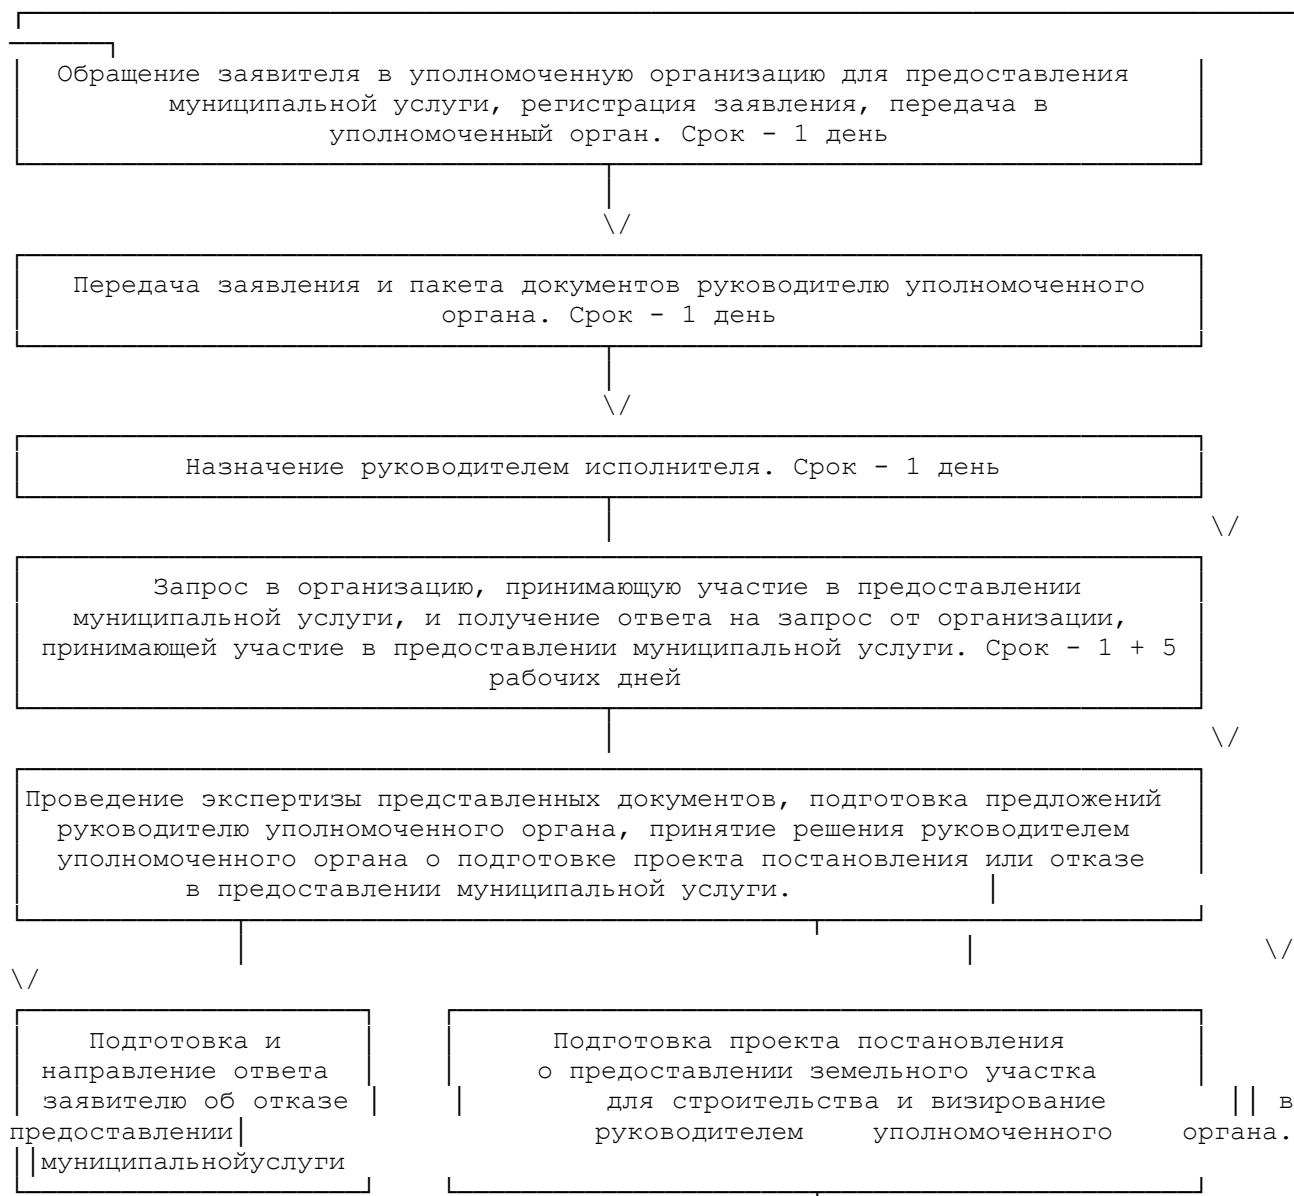 Обращение заявителя в уполномоченную организацию для предоставления
муниципальной услуги, регистрация заявления, передача в
уполномоченный орган. Срок - 1 день
\/
Передача заявления и пакета документов руководителю уполномоченного
органа. Срок - 1 день
\/
Назначение руководителем исполнителя. Срок - 1 день
\/
Запрос в организацию, принимающую участие в предоставлении
муниципальной услуги, и получение ответа на запрос от организации,
принимающей участие в предоставлении муниципальной услуги. Срок - 1 + 5
рабочих дней
\/
Проведение экспертизы представленных документов, подготовка предложений
руководителю уполномоченного органа, принятие решения руководителем
уполномоченного органа о подготовке проекта постановления или отказе
в предоставлении муниципальной услуги.
\/
\/
Подготовка и Подготовка проекта постановления
направление ответа о предоставлении земельного участка
заявителю об отказе для строительства и визирование в
предоставлении руководителем уполномоченного органа.
муниципальнойуслуги